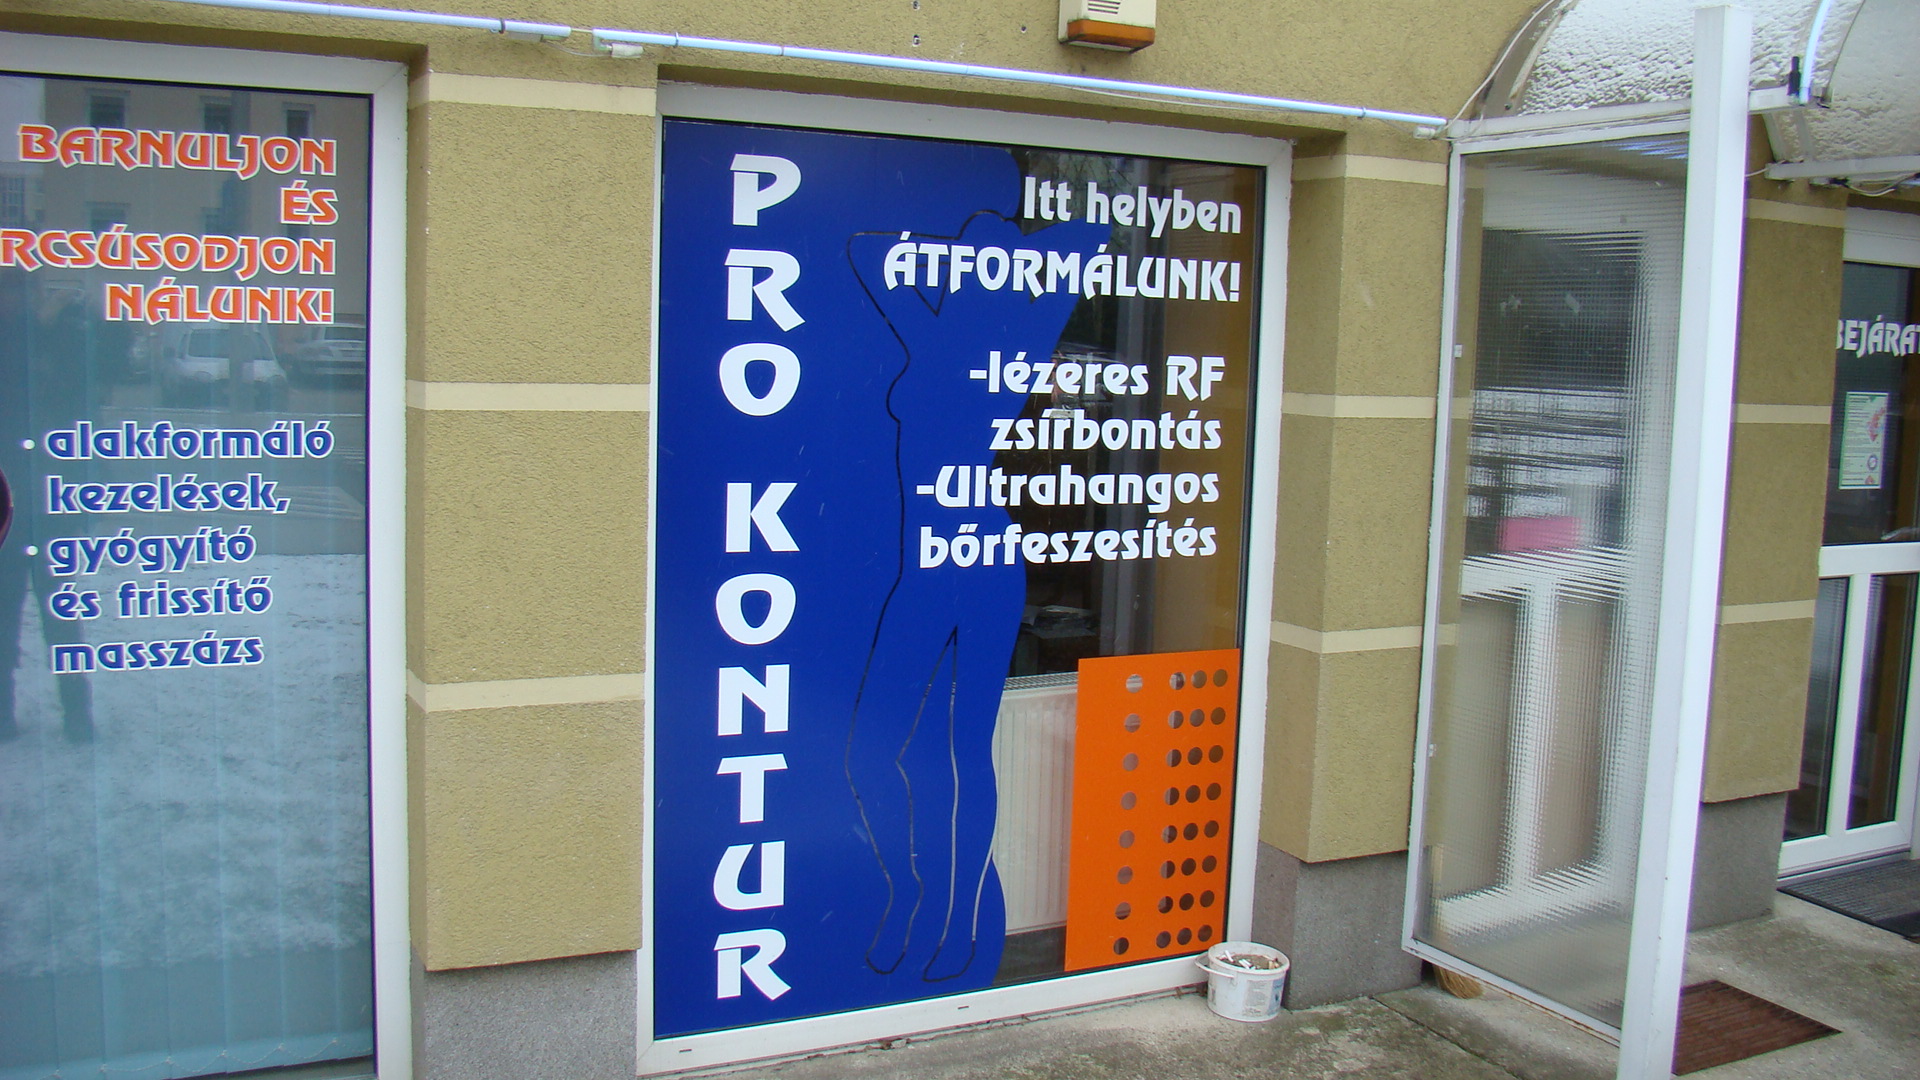 BARNULJON
ÉS
RCSÚSODJON
NÁLUNK!
• alakformáló
kezelések,
• gyógyító
és frissítő
masszázs
PRO KONTUR
Itt helyben
ÁTFORMÁLUNK!
-lézeres RF
zsírbontás
-Ultrahangos
bőrfeszesítés
BEJÁRAT